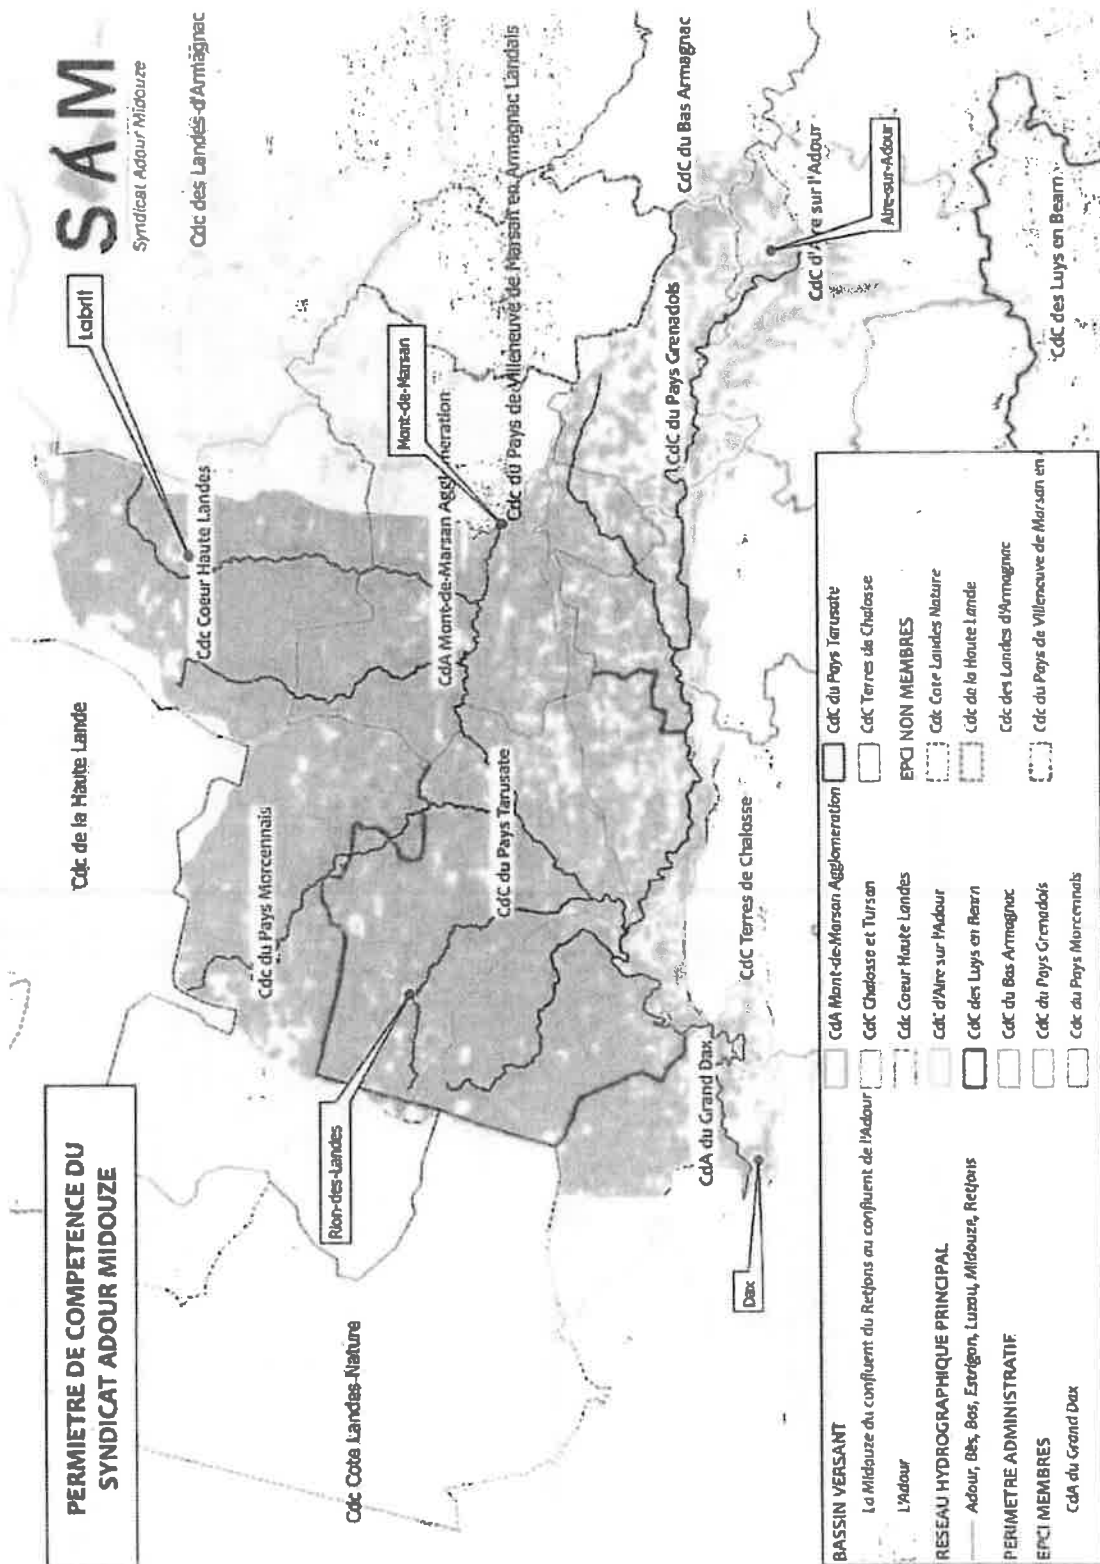 PERMIETRE DE COMPETENCE DU
SYNDICAT ADOUR MIDOUZE
SAM
Syndicat Adour Midouze
Cdc des Landes-d'Armagnac
Labrit
Cdc de la Haute Lande
Cdc Coeur Haute Landes
Cdc du Pays Morcennais
Cdc Cote Landes-Nature
Rion-des-Landes
Mont-de-Marsan
CdA Mont-de-Marsan Agglomeration
Cdc du Pays de Villeneuve de Marsan en Armagnac Landais
CdC du Pays Tarusate
CdC du Bas Armagnac
CdC du Pays Grenadois
CdA du Grand Dax
CdC Terres de Chalosse
Dax
CdC d'Aire sur l'Adour
Aire-sur-Adour
CdC des Luys en Bearn
BASSIN VERSANT
La Midouze du confluent du Retjons au confluent de l'Adour
L'Adour
RESEAU HYDROGRAPHIQUE PRINCIPAL
Adour, Bès, Bas, Estrigon, Luzou, Midouze, Retjons
PERIMETRE ADMINISTRATIF
EPCI MEMBRES
CdA du Grand Dax
CdA Mont-de-Marsan Agglomeration
CdC Chalosse et Tursan
Cdc Coeur Haute Landes
CdC d'Aire sur l'Adour
CdC des Luys en Bearn
CdC du Bas Armagnac
CdC du Pays Grenadois
Cdc du Pays Morcennais
CdC du Pays Tarusate
CdC Terres de Chalosse
EPCI NON MEMBRES
Cdc Cote Landes Nature
Cdc de la Haute Lande
Cdc des Landes d'Armagnac
Cdc du Pays de Villeneuve de Marsan en